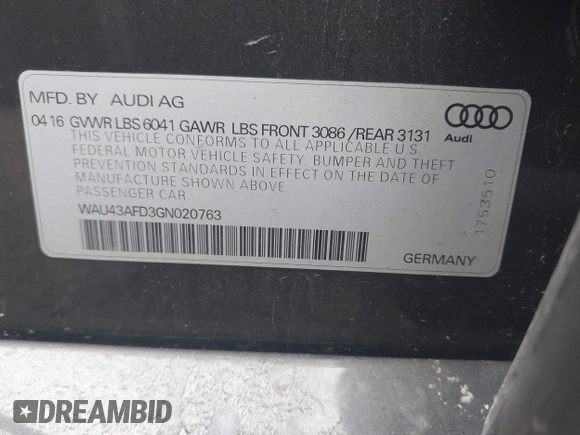 MFD. BY AUDI AG
04 16 GVWR LBS 6041 GAWR LBS FRONT 3086 /REAR 3131
THIS VEHICLE CONFORMS TO ALL APPLICABLE U S
FEDERAL MOTOR VEHICLE SAFETY, BUMPER AND THEFT
PREVENTION STANDARDS IN EFFECT ON THE DATE OF
MANUFACTURE SHOWN ABOVE
PASSENGER CAR
WAU43AFD3GN020763
Audi
1753510
GERMANY
DREAMBID